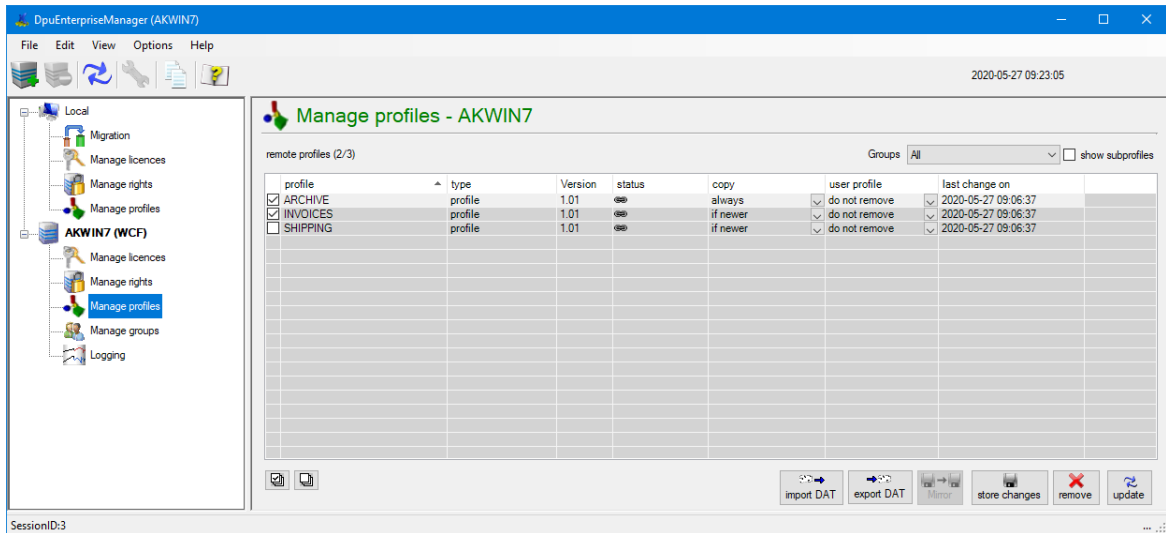 DpuEnterpriseManager (AKWIN7)
File Edit View Options Help
2020-05-27 09:23:05
Local
Migration
Manage licences
Manage rights
Manage profiles
AKWIN7 (WCF)
Manage licences
Manage rights
Manage profiles
Manage groups
Logging
Manage profiles - AKWIN7
remote profiles (2/3) Groups All show subprofiles
profile type Version status copy user profile last change on
ARCHIVE profile 1.01 always do not remove 2020-05-27 09:06:37
INVOICES profile 1.01 if newer do not remove 2020-05-27 09:06:37
SHIPPING profile 1.01 if newer do not remove 2020-05-27 09:06:37
import DAT export DAT Mirror store changes remove update
SessionID:3